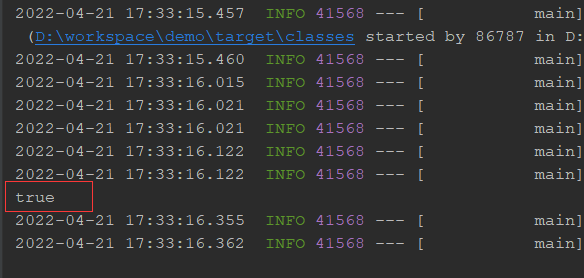 2022-04-21 17:33:15.457  INFO 41568 --- [           main]
 (D:\workspace\demo\target\classes started by 86787 in D:
2022-04-21 17:33:15.460  INFO 41568 --- [           main]
2022-04-21 17:33:16.015  INFO 41568 --- [           main]
2022-04-21 17:33:16.021  INFO 41568 --- [           main]
2022-04-21 17:33:16.021  INFO 41568 --- [           main]
2022-04-21 17:33:16.122  INFO 41568 --- [           main]
2022-04-21 17:33:16.122  INFO 41568 --- [           main]
true
2022-04-21 17:33:16.355  INFO 41568 --- [           main]
2022-04-21 17:33:16.362  INFO 41568 --- [           main]